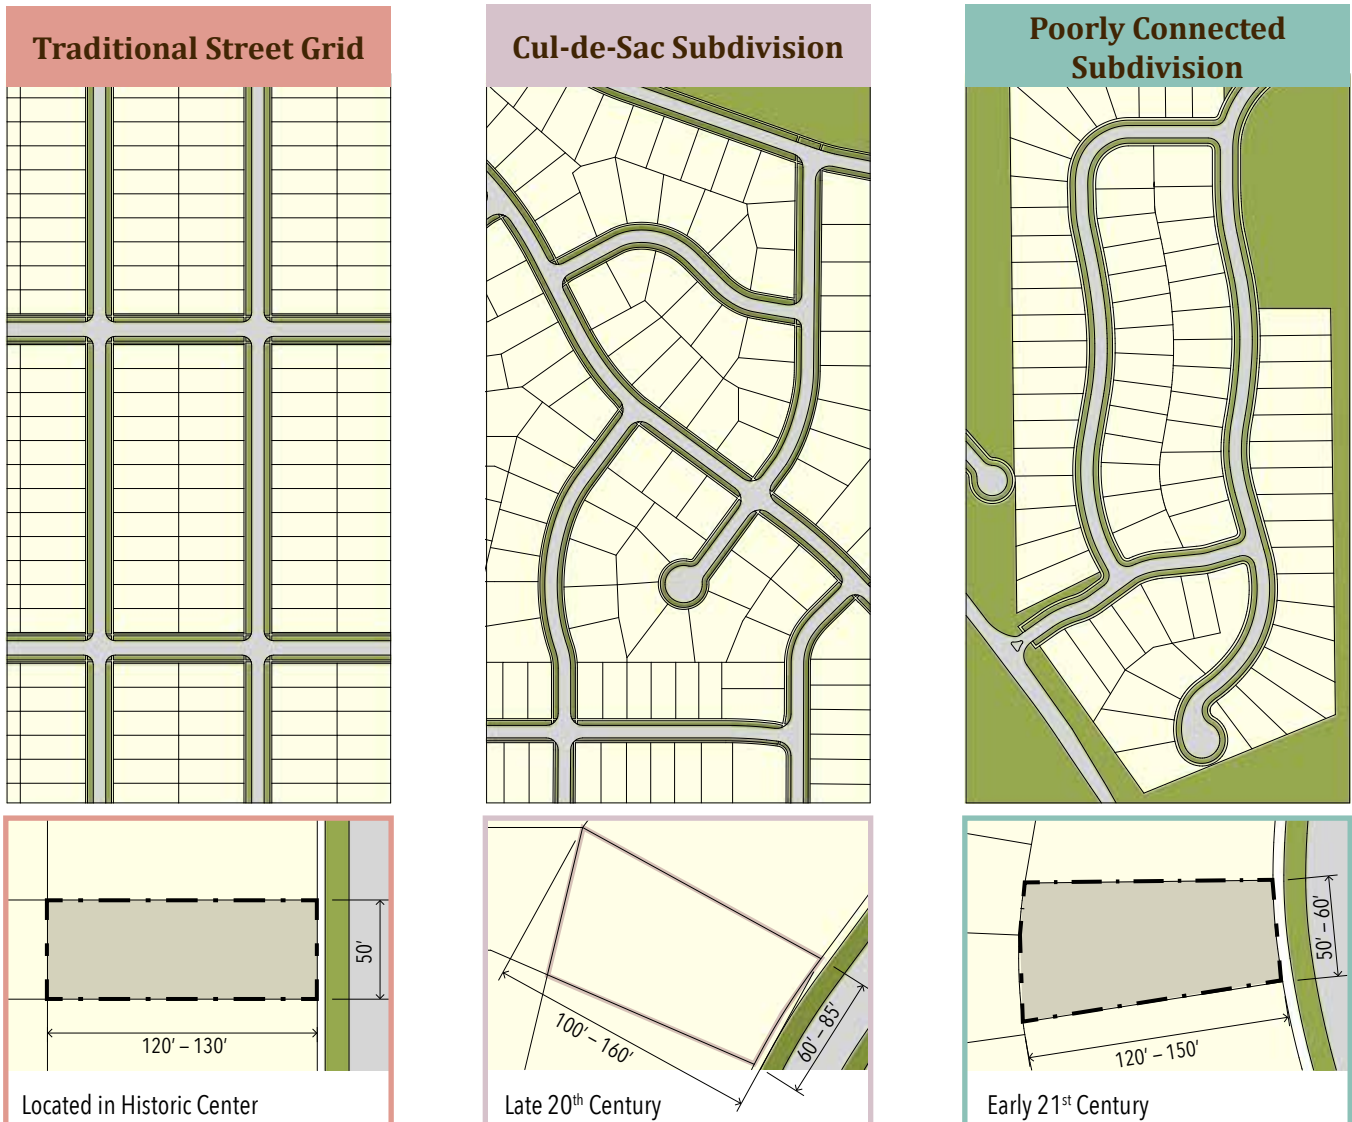 Traditional Street Grid
Cul-de-Sac Subdivision
Poorly Connected
Subdivision
50′
120′ – 130′
Located in Historic Center
100′ – 160′
60′ – 85′
Late 20th Century
50′ – 60′
120′ – 150′
Early 21st Century